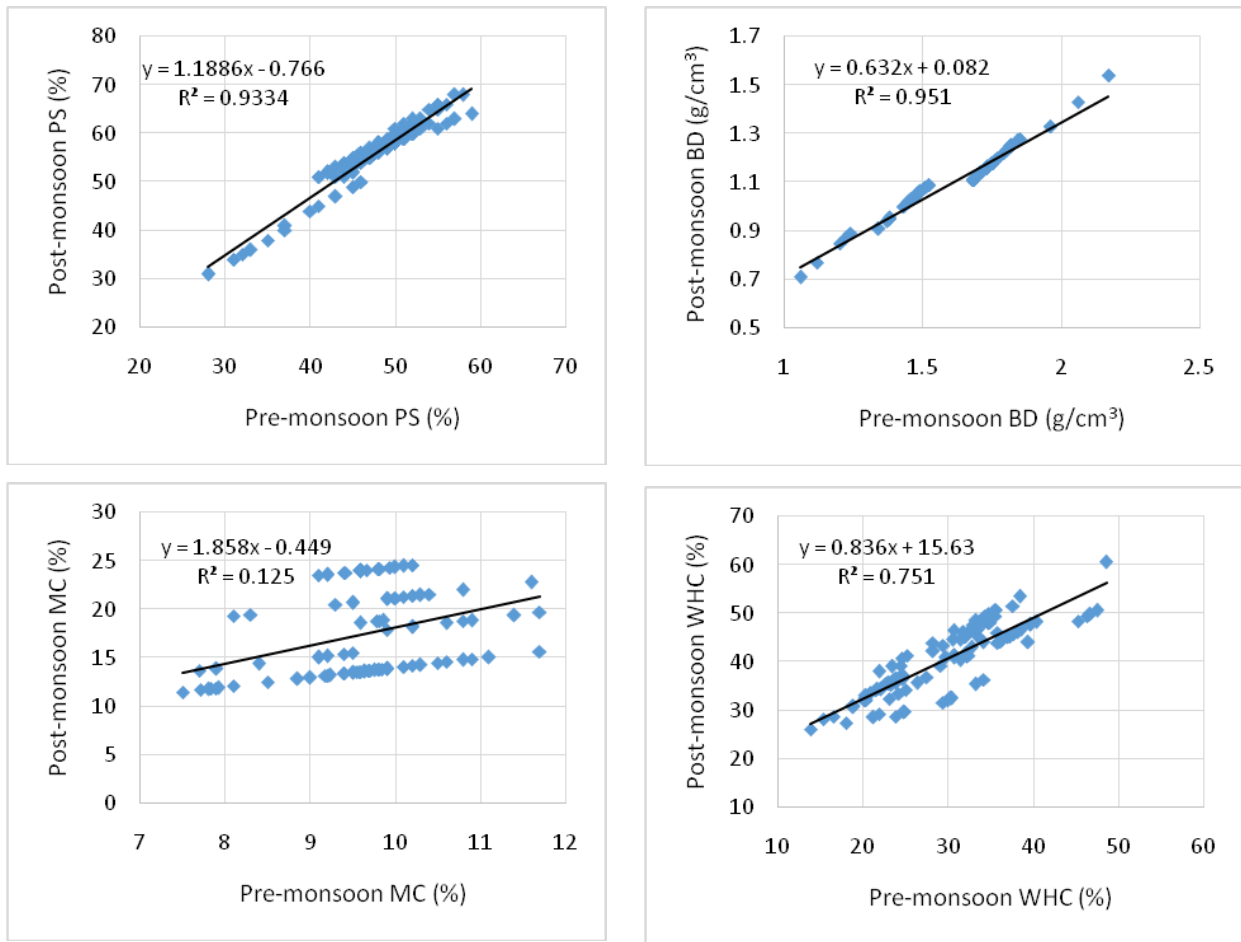 Post-monsoon PS (%)
80
70
60
50
40
30
20
y = 1.1886x - 0.766
R² = 0.9334
20 30 40 50 60 70
Pre-monsoon PS (%)
Post-monsoon BD (g/cm³)
1.7
1.5
1.3
1.1
0.9
0.7
0.5
y = 0.632x + 0.082
R² = 0.951
1 1.5 2 2.5
Pre-monsoon BD (g/cm³)
Post-monsoon MC (%)
30
25
20
15
10
5
0
y = 1.858x - 0.449
R² = 0.125
7 8 9 10 11 12
Pre-monsoon MC (%)
Post-monsoon WHC (%)
70
60
50
40
30
20
10
y = 0.836x + 15.63
R² = 0.751
10 20 30 40 50 60
Pre-monsoon WHC (%)